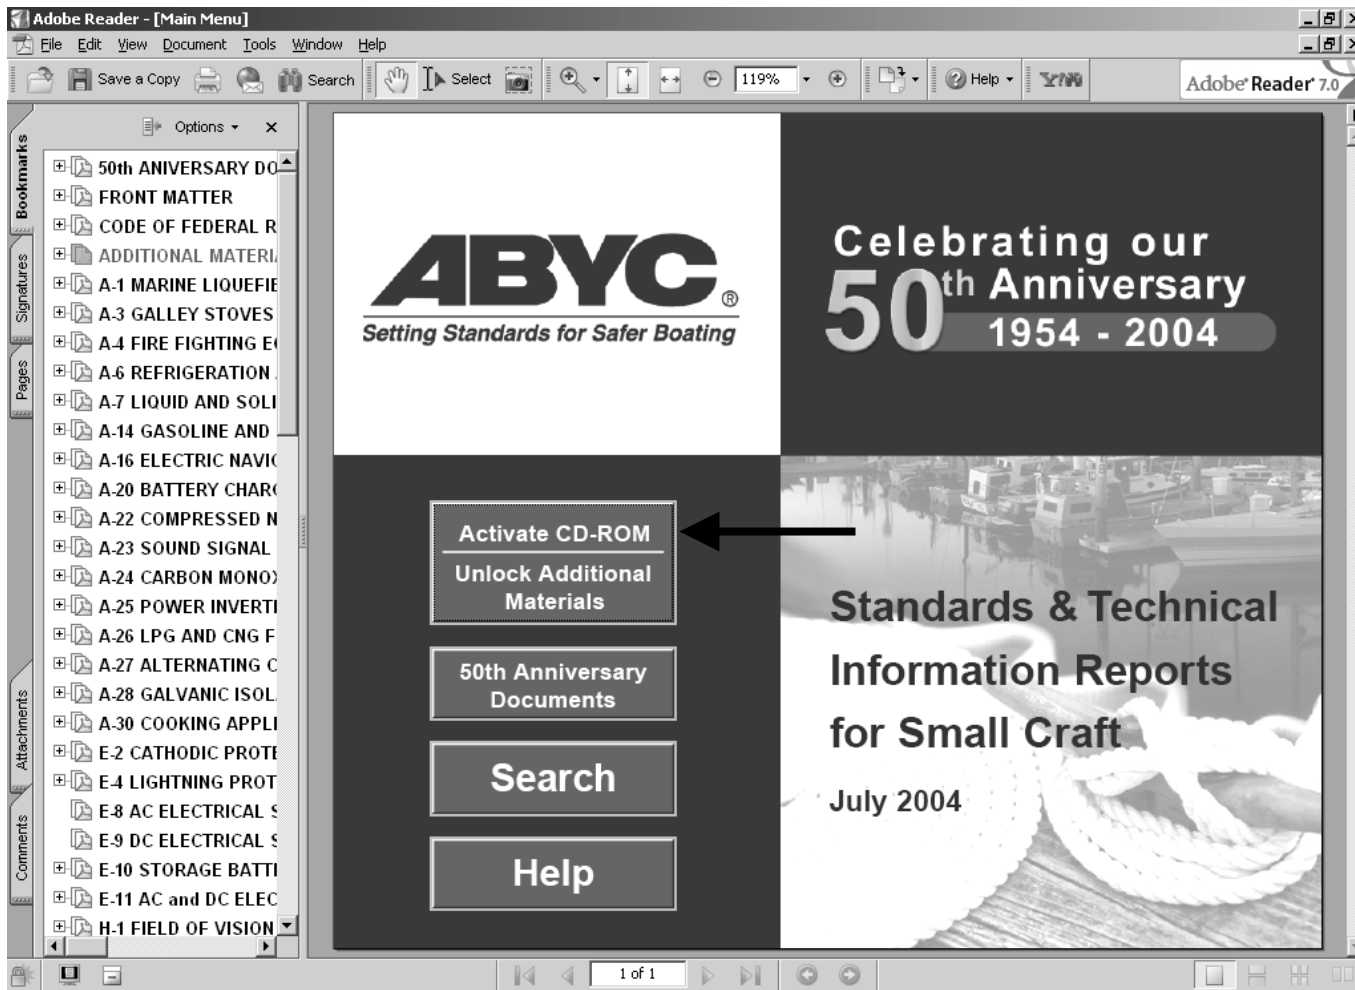 Adobe Reader - [Main Menu]
File Edit View Document Tools Window Help
Save a Copy Search Select 119% Help Adobe Reader 7.0
Options
Bookmarks
Signatures
Pages
Attachments
Comments
50th ANIVERSARY DO
FRONT MATTER
CODE OF FEDERAL R
ADDITIONAL MATERI
A-1 MARINE LIQUEFIE
A-3 GALLEY STOVES
A-4 FIRE FIGHTING E
A-6 REFRIGERATION
A-7 LIQUID AND SOLI
A-14 GASOLINE AND
A-16 ELECTRIC NAVIG
A-20 BATTERY CHARG
A-22 COMPRESSED N
A-23 SOUND SIGNAL
A-24 CARBON MONOX
A-25 POWER INVERT
A-26 LPG AND CNG F
A-27 ALTERNATING C
A-28 GALVANIC ISOL
A-30 COOKING APPLI
E-2 CATHODIC PROTE
E-4 LIGHTNING PROT
E-8 AC ELECTRICAL S
E-9 DC ELECTRICAL S
E-10 STORAGE BATTE
E-11 AC and DC ELEC
H-1 FIELD OF VISION
ABYC®
Setting Standards for Safer Boating
Celebrating our
50th Anniversary
1954 - 2004
Activate CD-ROM
Unlock Additional
Materials
50th Anniversary
Documents
Search
Help
Standards & Technical
Information Reports
for Small Craft
July 2004
1 of 1